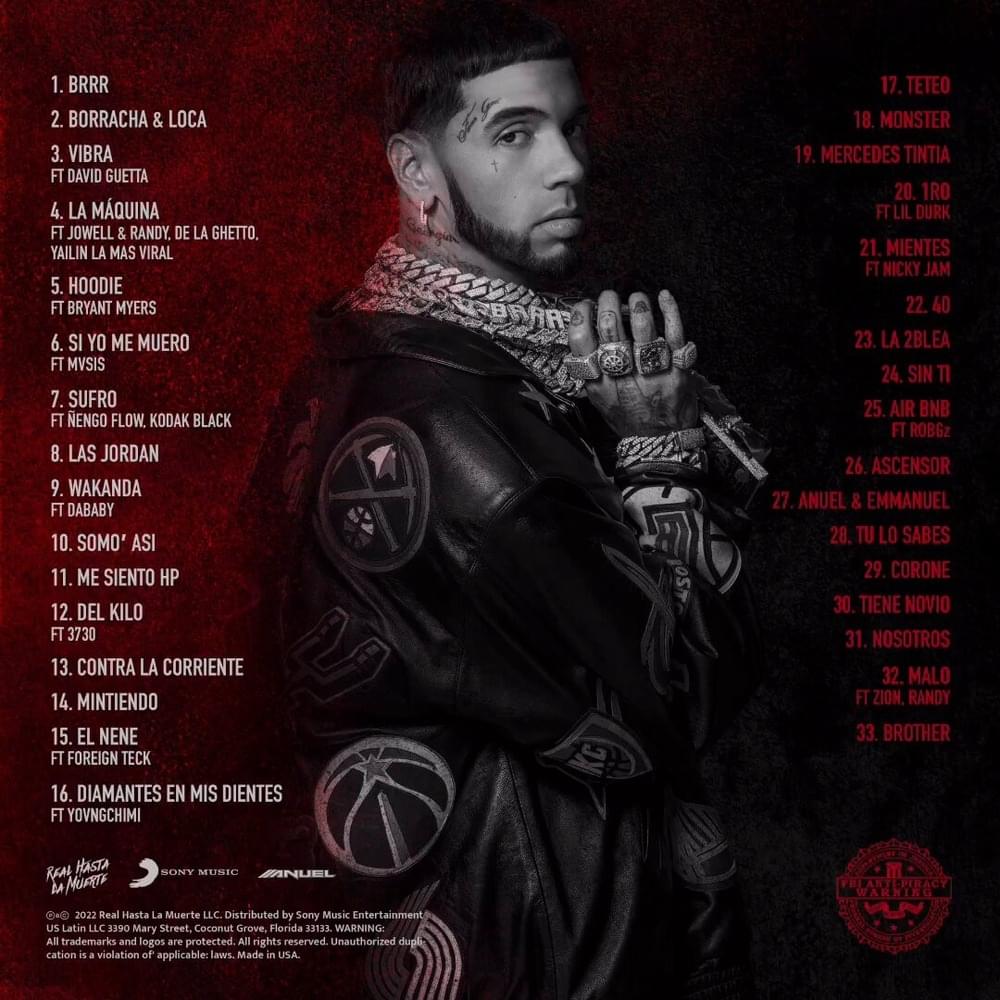 1. BRRR
2. BORRACHA & LOCA
3. VIBRA
FT DAVID GUETTA
4. LA MÁQUINA
FT JOWELL & RANDY, DE LA GHETTO,
YAILIN LA MAS VIRAL
5. HOODIE
FT BRYANT MYERS
6. SI YO ME MUERO
FT MVSIS
7. SUFRO
FT ÑENGO FLOW, KODAK BLACK
8. LAS JORDAN
9. WAKANDA
FT DABABY
10. SOMO' ASI
11. ME SIENTO HP
12. DEL KILO
FT 3730
13. CONTRA LA CORRIENTE
14. MINTIENDO
15. EL NENE
FT FOREIGN TECK
16. DIAMANTES EN MIS DIENTES
FT YOVNGCHIMI
17. TETEO
18. MONSTER
19. MERCEDES TINTIA
20. 1RO
FT LIL DURK
21. MIENTES
FT NICKY JAM
22. 40
23. LA 2BLEA
24. SIN TI
25. AIR BNB
FT ROBGz
26. ASCENSOR
27. ANUEL & EMMANUEL
28. TU LO SABES
29. CORONE
30. TIENE NOVIO
31. NOSOTROS
32. MALO
FT ZION, RANDY
33. BROTHER
KC
REAL HASTA
LA MUERTE
SONY MUSIC
ANUEL
℗&© 2022 Real Hasta La Muerte LLC. Distributed by Sony Music Entertainment
US Latin LLC 3390 Mary Street, Coconut Grove, Florida 33133. WARNING:
All trademarks and logos are protected. All rights reserved. Unauthorized dupli-
cation is a violation of' applicable: laws. Made in USA.
FBI ANTI-PIRACY
WARNING